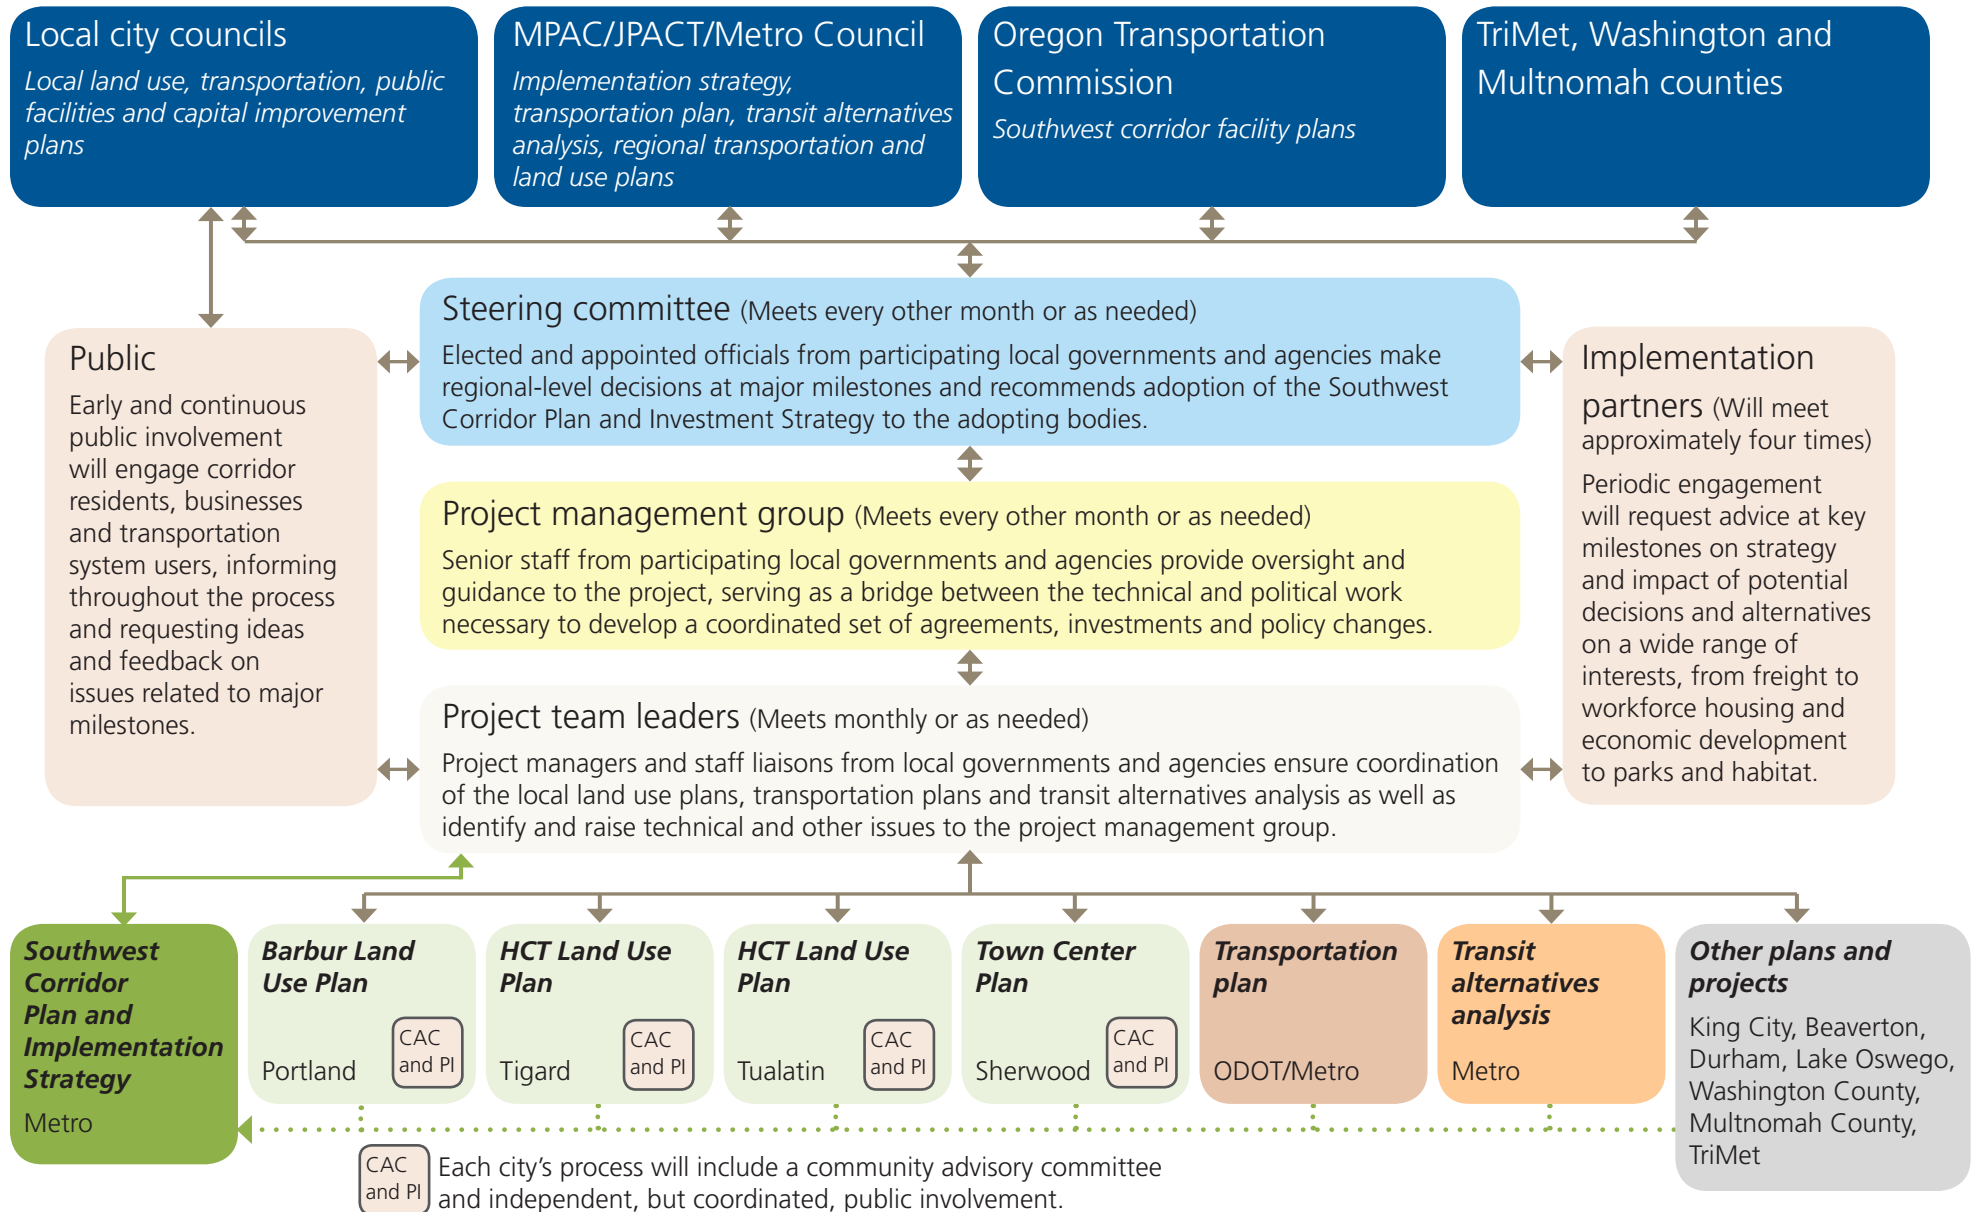 Local city councils
Local land use, transportation, public
facilities and capital improvement
plans
MPAC/JPACT/Metro Council
Implementation strategy,
transportation plan, transit alternatives
analysis, regional transportation and
land use plans
Oregon Transportation
Commission
Southwest corridor facility plans
TriMet, Washington and
Multnomah counties
Steering committee (Meets every other month or as needed)
Elected and appointed officials from participating local governments and agencies make
regional-level decisions at major milestones and recommends adoption of the Southwest
Corridor Plan and Investment Strategy to the adopting bodies.
Public
Early and continuous
public involvement
will engage corridor
residents, businesses
and transportation
system users, informing
throughout the process
and requesting ideas
and feedback on
issues related to major
milestones.
Implementation
partners (Will meet
approximately four times)
Periodic engagement
will request advice at key
milestones on strategy
and impact of potential
decisions and alternatives
on a wide range of
interests, from freight to
workforce housing and
economic development
to parks and habitat.
Project management group (Meets every other month or as needed)
Senior staff from participating local governments and agencies provide oversight and
guidance to the project, serving as a bridge between the technical and political work
necessary to develop a coordinated set of agreements, investments and policy changes.
Project team leaders (Meets monthly or as needed)
Project managers and staff liaisons from local governments and agencies ensure coordination
of the local land use plans, transportation plans and transit alternatives analysis as well as
identify and raise technical and other issues to the project management group.
Southwest
Corridor
Plan and
Implementation
Strategy
Metro
Barbur Land
Use Plan
Portland
CAC
and PI
HCT Land Use
Plan
Tigard
CAC
and PI
HCT Land Use
Plan
Tualatin
CAC
and PI
Town Center
Plan
Sherwood
CAC
and PI
Transportation
plan
ODOT/Metro
Transit
alternatives
analysis
Metro
Other plans and
projects
King City, Beaverton,
Durham, Lake Oswego,
Washington County,
Multnomah County,
TriMet
CAC
and PI
Each city's process will include a community advisory committee
and independent, but coordinated, public involvement.